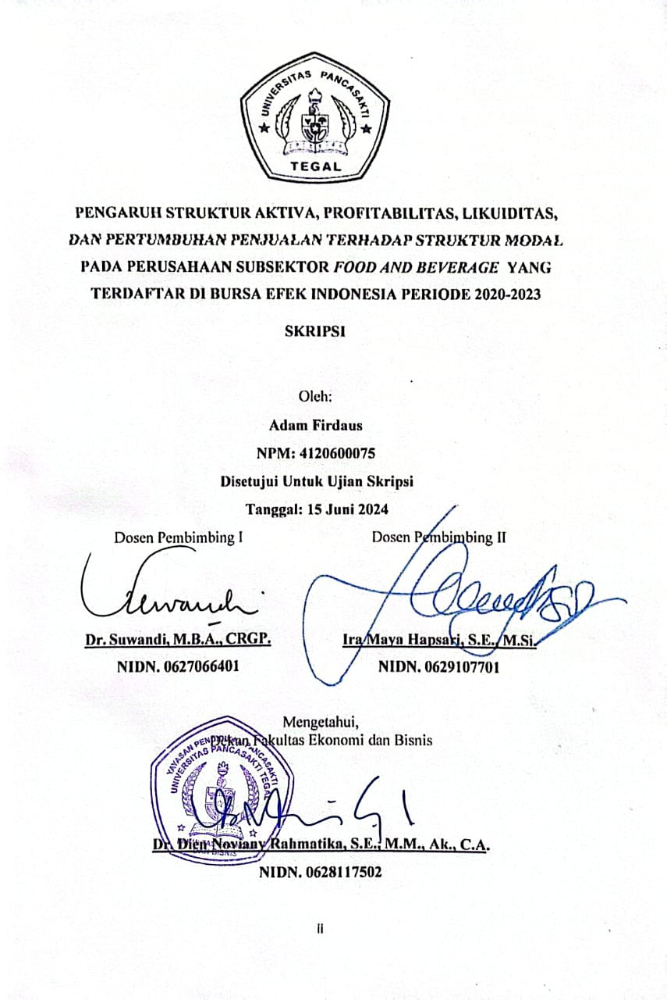 UNIVERSITAS PANCASAKTI
TEGAL
PENGARUH STRUKTUR AKTIVA, PROFITABILITAS, LIKUIDITAS,
DAN PERTUMBUHAN PENJUALAN TERHADAP STRUKTUR MODAL
PADA PERUSAHAAN SUBSEKTOR FOOD AND BEVERAGE YANG
TERDAFTAR DI BURSA EFEK INDONESIA PERIODE 2020-2023
SKRIPSI
Oleh:
Adam Firdaus
NPM: 4120600075
Disetujui Untuk Ujian Skripsi
Tanggal: 15 Juni 2024
Dosen Pembimbing I
Dosen Pembimbing II
Suwandi
Dr. Suwandi, M.B.A., CRGP.
Ira Maya Hapsari, S.E., M.Si.
NIDN. 0627066401
NIDN. 0629107701
Mengetahui,
Dekan Fakultas Ekonomi dan Bisnis
YAYASAN PENDIDIKAN PANCASAKTI
UNIVERSITAS PANCASAKTI TEGAL
DAN BISNIS
Dr. Dien Noviany Rahmatika, S.E., M.M., Ak., C.A.
NIDN. 0628117502
ii